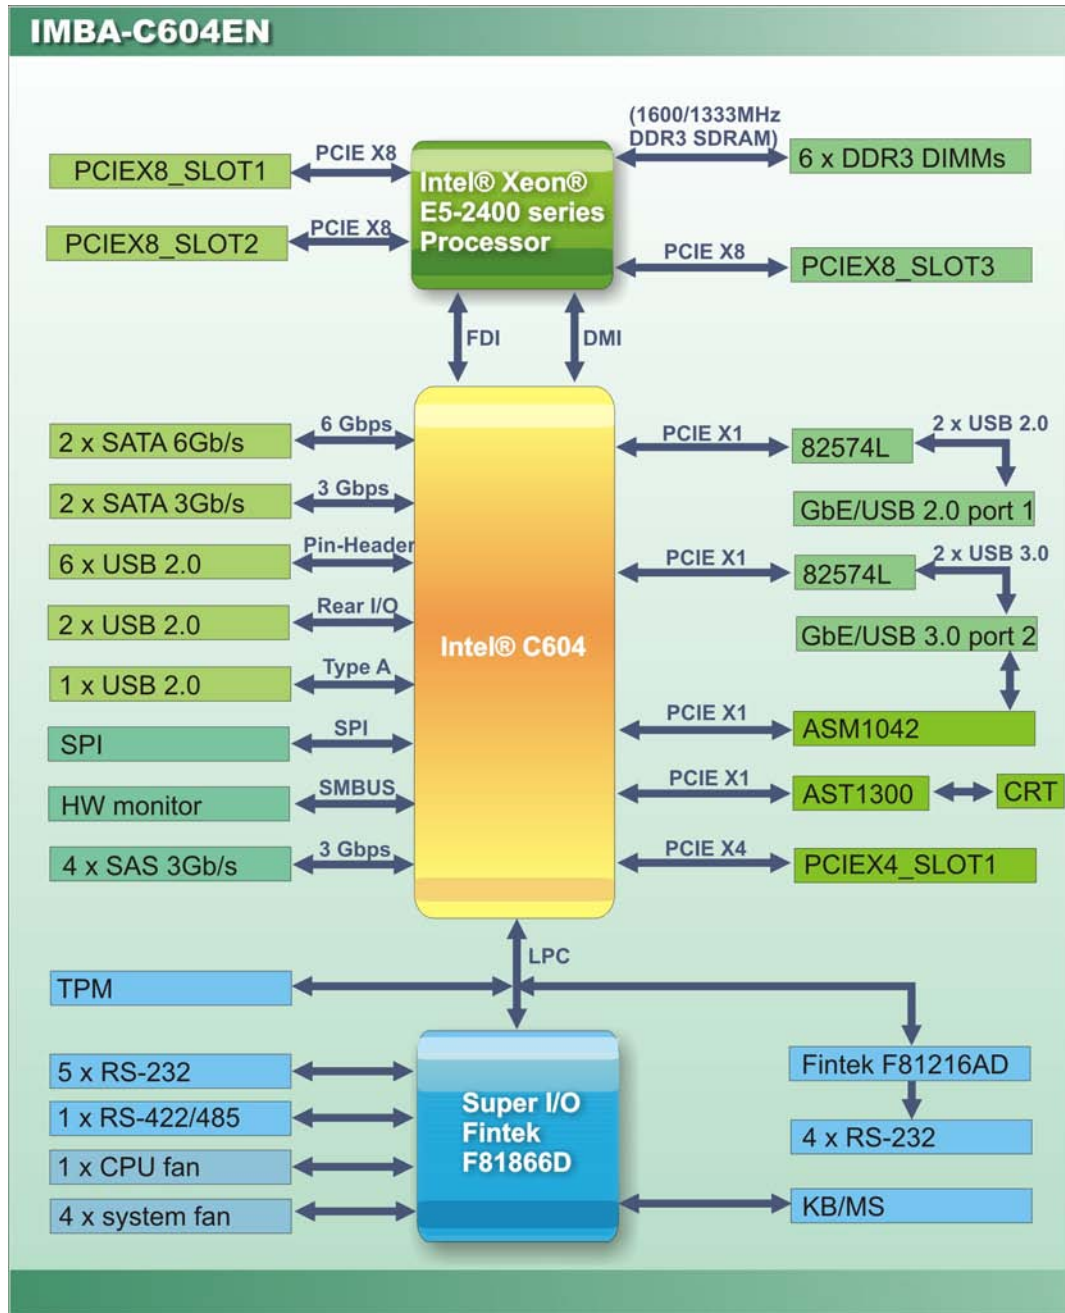 IMBA-C604EN
(1600/1333MHz
DDR3 SDRAM)
PCIEX8_SLOT1
PCIE X8
Intel® Xeon®
E5-2400 series
Processor
6 x DDR3 DIMMs
PCIEX8_SLOT2
PCIE X8
PCIE X8
PCIEX8_SLOT3
FDI
DMI
2 x SATA 6Gb/s
6 Gbps
PCIE X1
82574L
2 x USB 2.0
2 x SATA 3Gb/s
3 Gbps
GbE/USB 2.0 port 1
6 x USB 2.0
Pin-Header
PCIE X1
82574L
2 x USB 3.0
2 x USB 2.0
Rear I/O
GbE/USB 3.0 port 2
Intel® C604
1 x USB 2.0
Type A
SPI
SPI
PCIE X1
ASM1042
HW monitor
SMBUS
PCIE X1
AST1300
CRT
4 x SAS 3Gb/s
3 Gbps
PCIE X4
PCIEX4_SLOT1
LPC
TPM
5 x RS-232
Fintek F81216AD
1 x RS-422/485
Super I/O
Fintek
F81866D
4 x RS-232
1 x CPU fan
4 x system fan
KB/MS